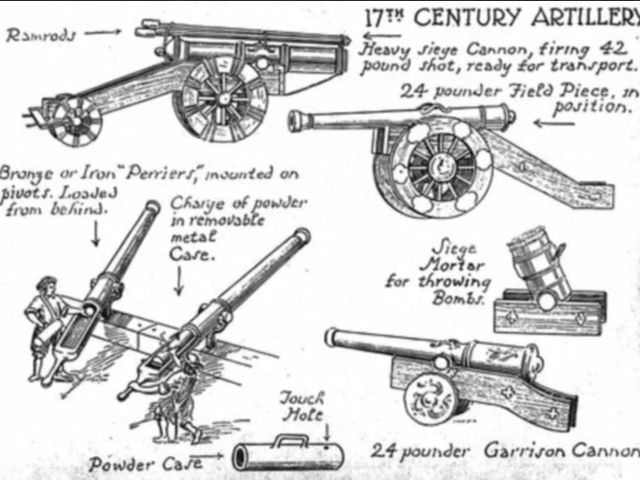 17TH CENTURY ARTILLERY
Ramrods
Heavy siege Cannon, firing 42
pound shot, ready for transport.
24 pounder Field Piece, in
position.
Bronze or Iron "Perriers," mounted on
pivots. Loaded
from behind.
Charge of powder
in removable
metal
Case.
Siege
Mortar
for throwing
Bombs.
Touch
Hole
Powder Case
24 pounder Garrison Cannon